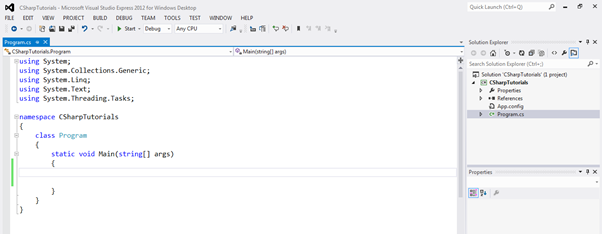 CSharpTutorials - Microsoft Visual Studio Express 2012 for Windows Desktop
Quick Launch (Ctrl+Q)
FILE EDIT VIEW PROJECT BUILD DEBUG TEAM TOOLS TEST WINDOW HELP
Start Debug Any CPU
Program.cs
CSharpTutorials.Program
Main(string[] args)
using System;
using System.Collections.Generic;
using System.Linq;
using System.Text;
using System.Threading.Tasks;
namespace CSharpTutorials
{
class Program
{
static void Main(string[] args)
{
}
}
}
Solution Explorer
Search Solution Explorer (Ctrl+;)
Solution 'CSharpTutorials' (1 project)
CSharpTutorials
Properties
References
App.config
Program.cs
Properties